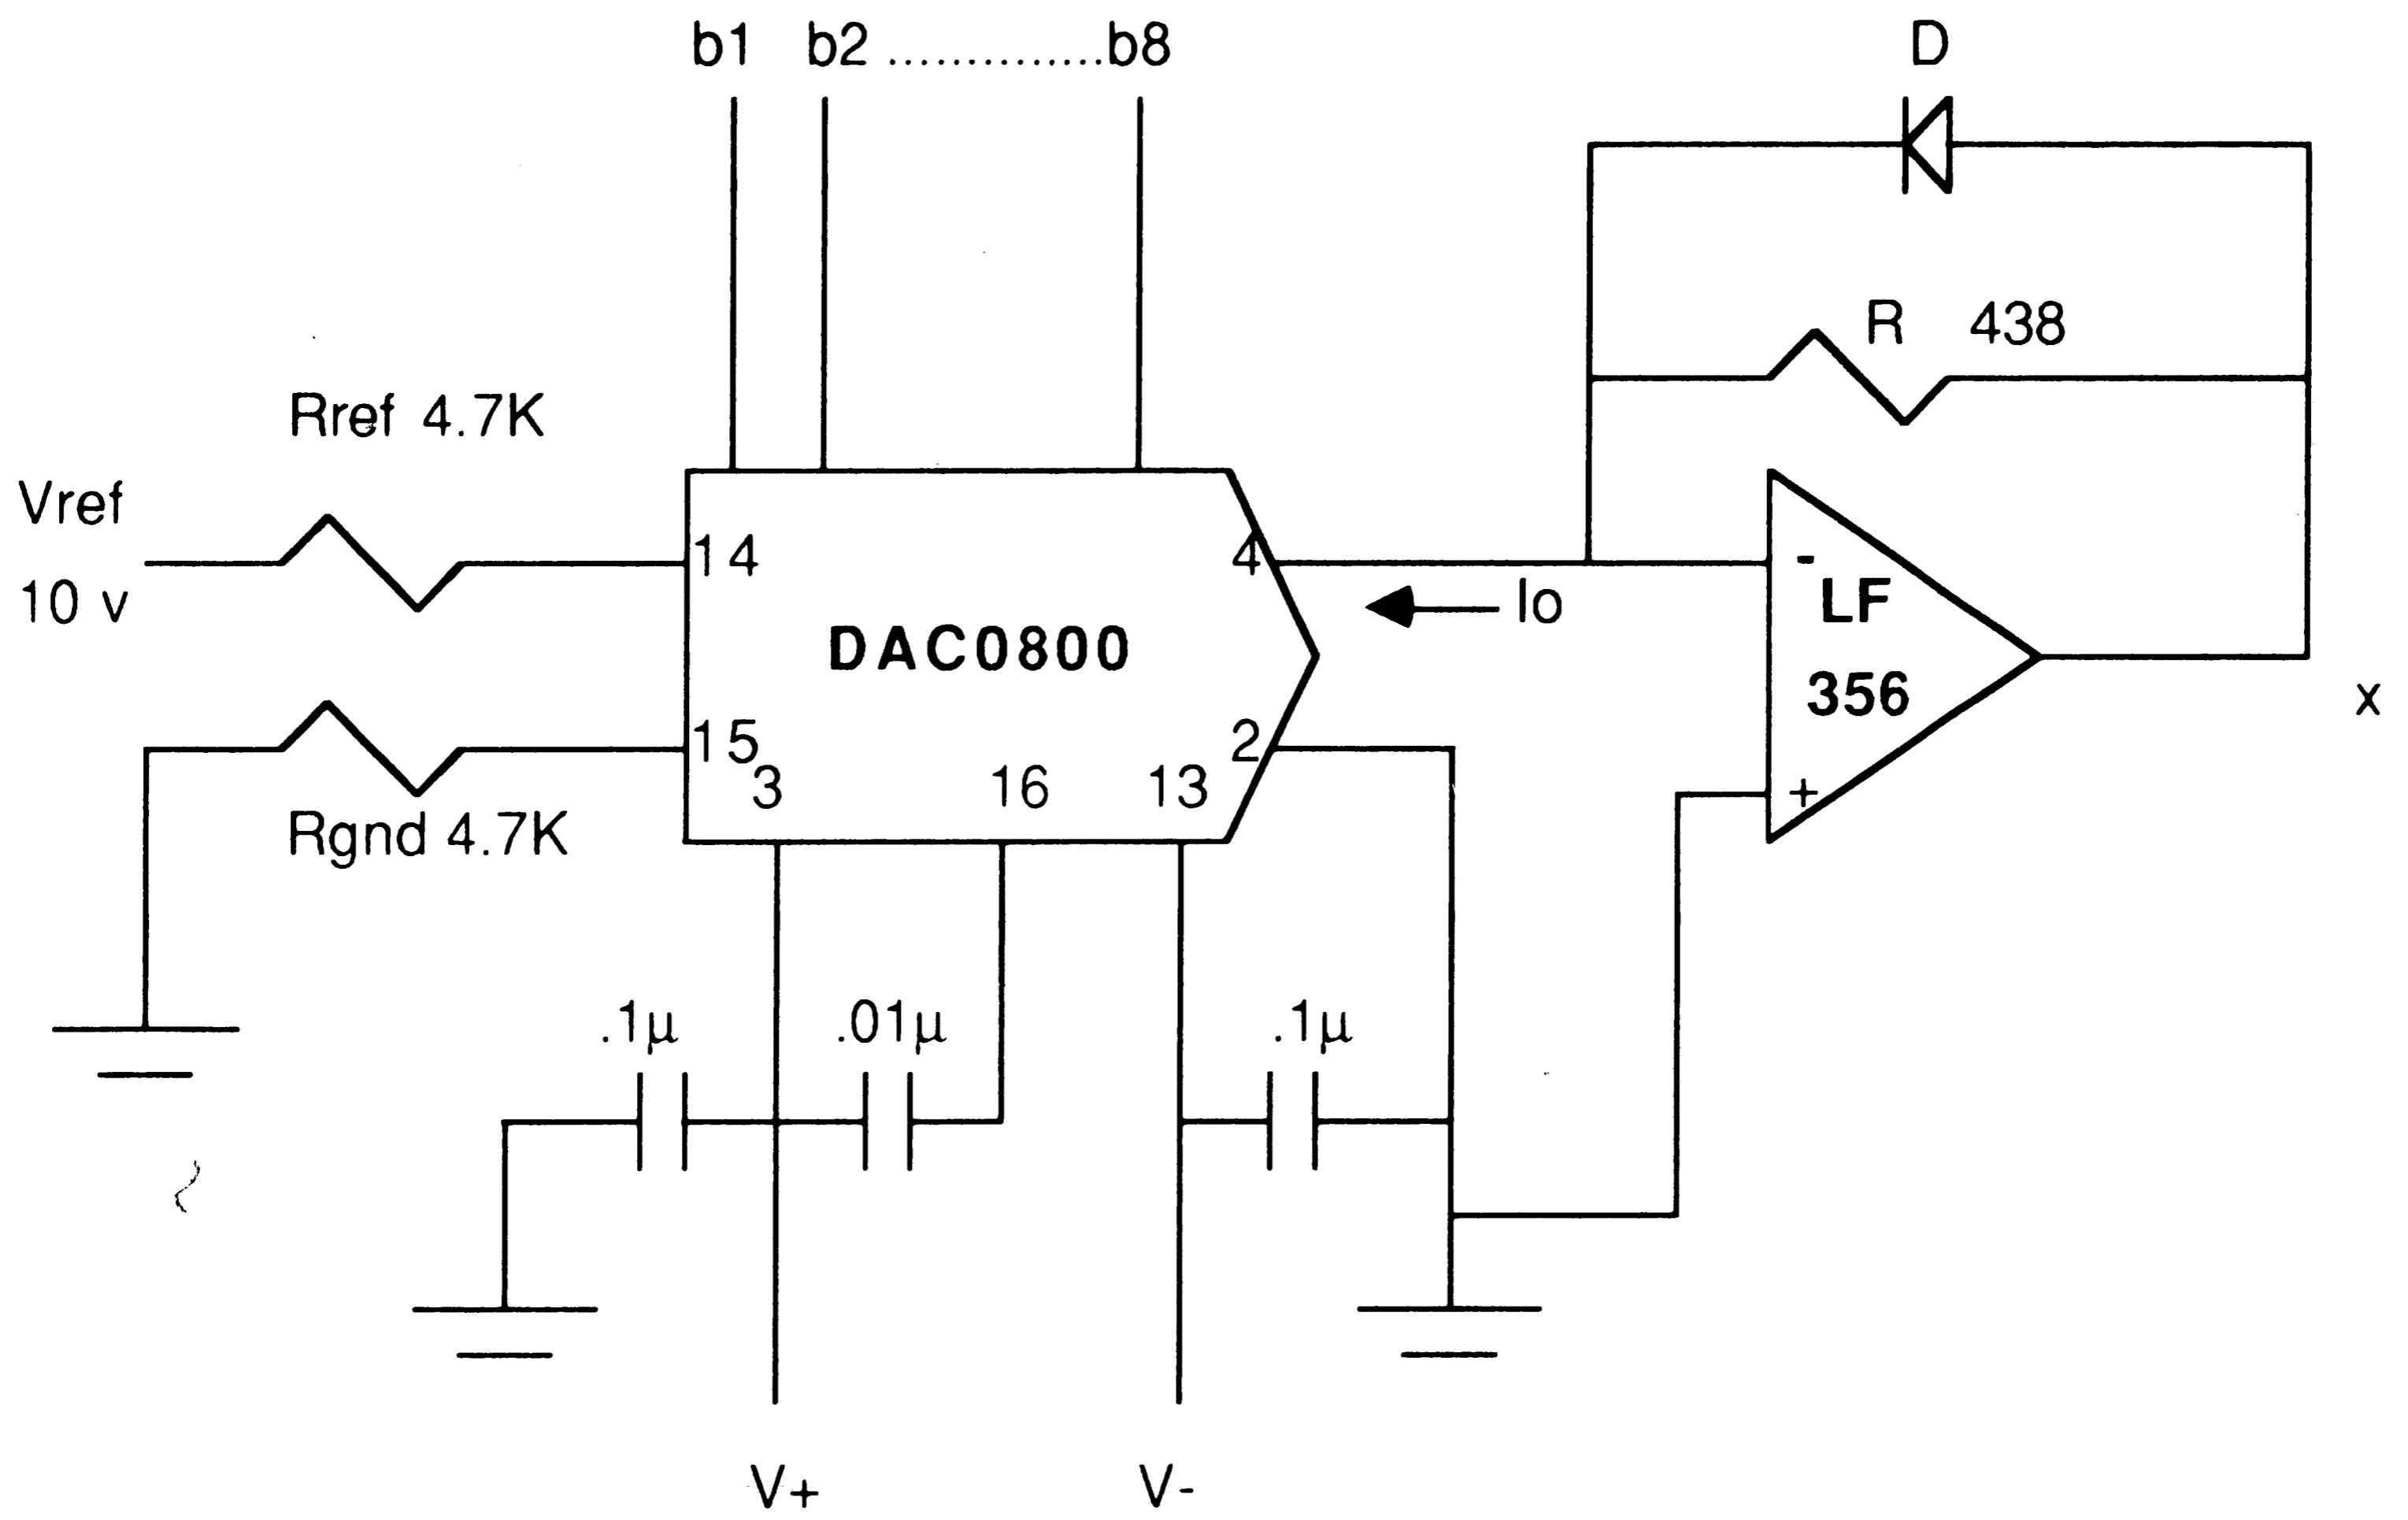 b1 b2 ..............b8
D
R 438
Rref 4.7K
Vref
10 v
14
4
- LF
356
+
Io
DAC0800
15
2
3
16
13
x
Rgnd 4.7K
.1µ
.01µ
.1µ
V+
V-